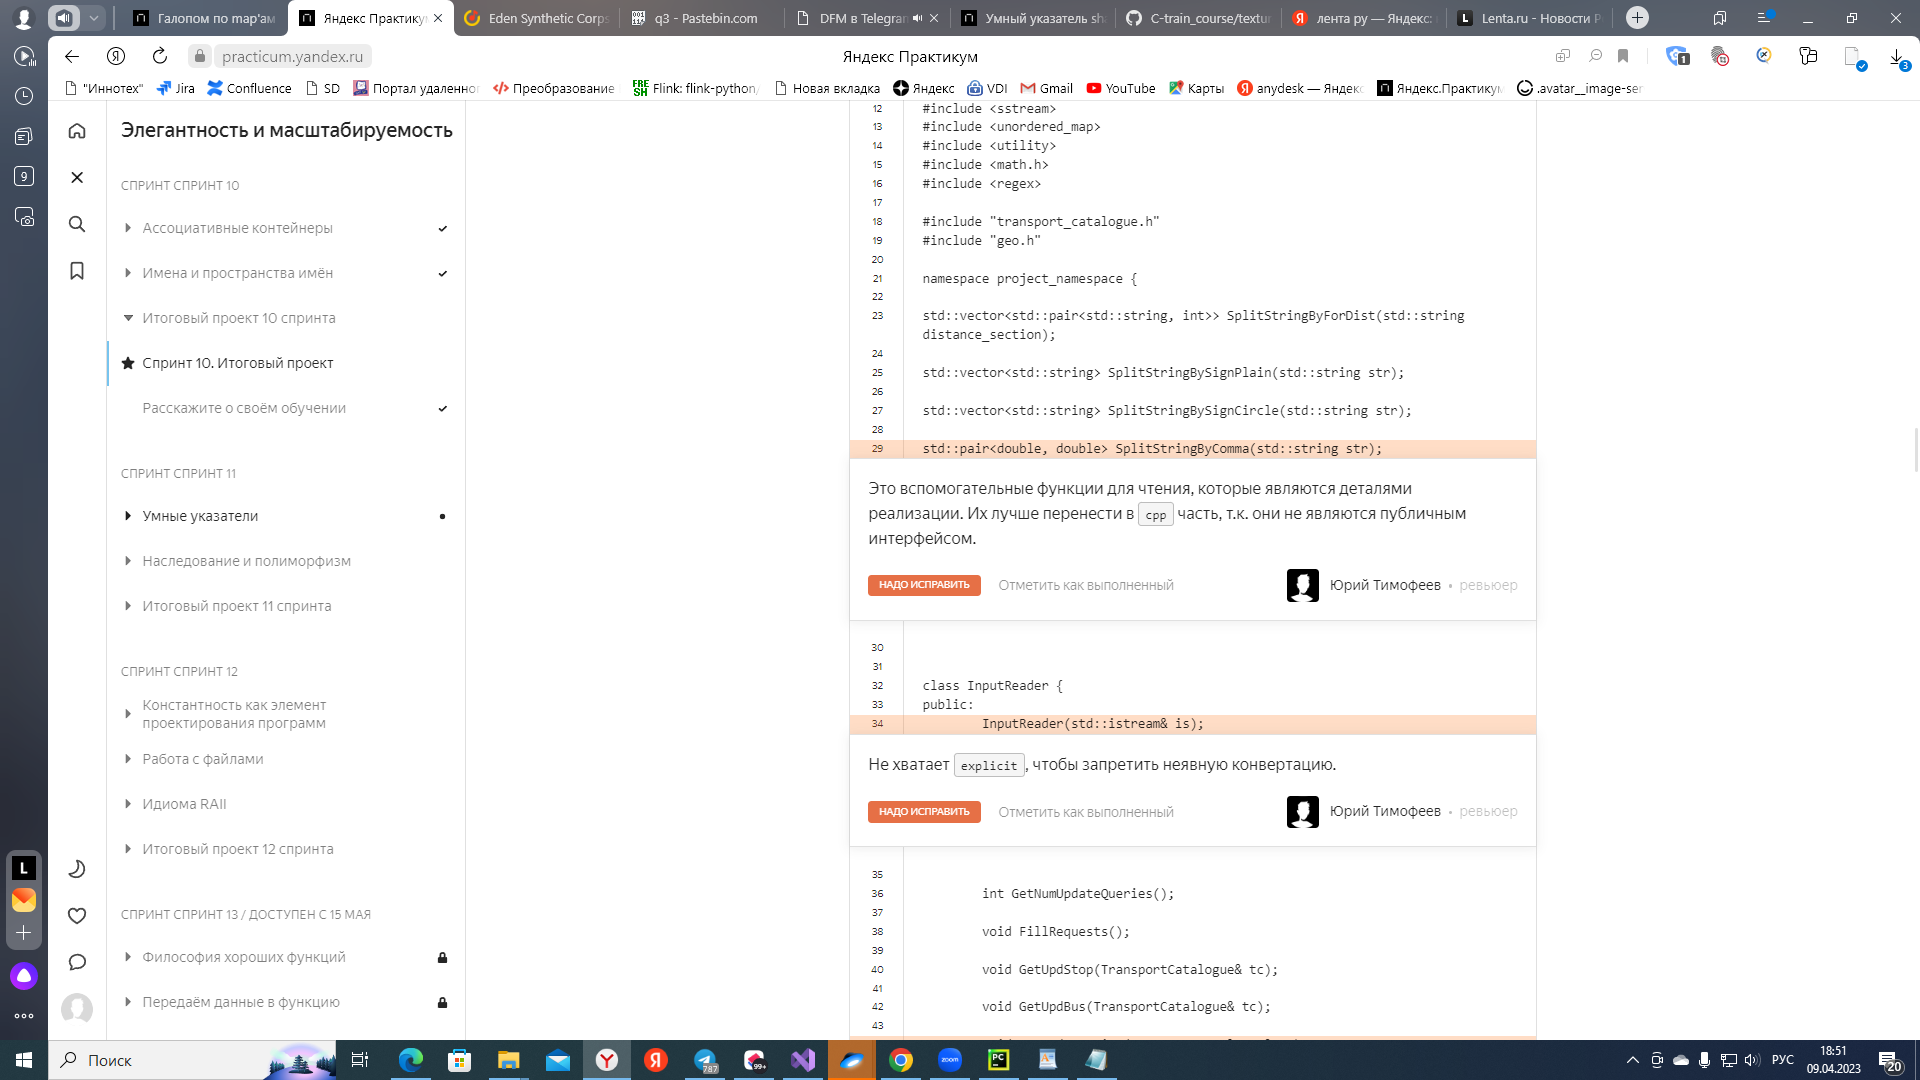 Галопом по map'ам
Яндекс Практикум
Eden Synthetic Corps
q3 - Pastebin.com
DFM в Telegram
Умный указатель sha
C-train_course/textur
лента ру — Яндекс:
Lenta.ru - Новости Р
practicum.yandex.ru
Яндекс Практикум
1
3
"Иннотех"
Jira
Confluence
SD
Портал удаленног
Преобразование
Flink: flink-python/
Новая вкладка
Яндекс
VDI
Gmail
YouTube
Карты
anydesk — Яндекс
Яндекс.Практикум
.avatar__image-ser
9
L
Элегантность и масштабируемость
СПРИНТ СПРИНТ 10
Ассоциативные контейнеры
Имена и пространства имён
Итоговый проект 10 спринта
Спринт 10. Итоговый проект
Расскажите о своём обучении
СПРИНТ СПРИНТ 11
Умные указатели
Наследование и полиморфизм
Итоговый проект 11 спринта
СПРИНТ СПРИНТ 12
Константность как элемент
проектирования программ
Работа с файлами
Идиома RAII
Итоговый проект 12 спринта
СПРИНТ СПРИНТ 13 / ДОСТУПЕН С 15 МАЯ
Философия хороших функций
Передаём данные в функцию
12 #include <sstream>
13 #include <unordered_map>
14 #include <utility>
15 #include <math.h>
16 #include <regex>
17
18 #include "transport_catalogue.h"
19 #include "geo.h"
20
21 namespace project_namespace {
22
23 std::vector<std::pair<std::string, int>> SplitStringByForDist(std::string
distance_section);
24
25 std::vector<std::string> SplitStringBySignPlain(std::string str);
26
27 std::vector<std::string> SplitStringBySignCircle(std::string str);
28
29 std::pair<double, double> SplitStringByComma(std::string str);
Это вспомогательные функции для чтения, которые являются деталями
реализации. Их лучше перенести в cpp часть, т.к. они не являются публичным
интерфейсом.
НАДО ИСПРАВИТЬ Отметить как выполненный Юрий Тимофеев • ревьюер
30
31
32 class InputReader {
33 public:
34 InputReader(std::istream& is);
Не хватает explicit, чтобы запретить неявную конвертацию.
НАДО ИСПРАВИТЬ Отметить как выполненный Юрий Тимофеев • ревьюер
35
36 int GetNumUpdateQueries();
37
38 void FillRequests();
39
40 void GetUpdStop(TransportCatalogue& tc);
41
42 void GetUpdBus(TransportCatalogue& tc);
43
Поиск
787
99+
zoom
PC
РУС
18:51
09.04.2023
20